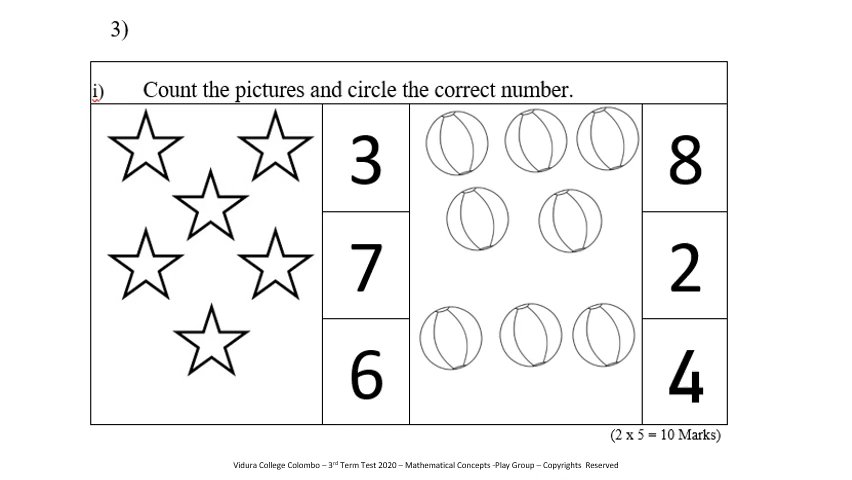 3)
i) Count the pictures and circle the correct number.
3 8
7 2
6 4
(2 x 5 = 10 Marks)
Vidura College Colombo – 3rd Term Test 2020 – Mathematical Concepts -Play Group – Copyrights Reserved